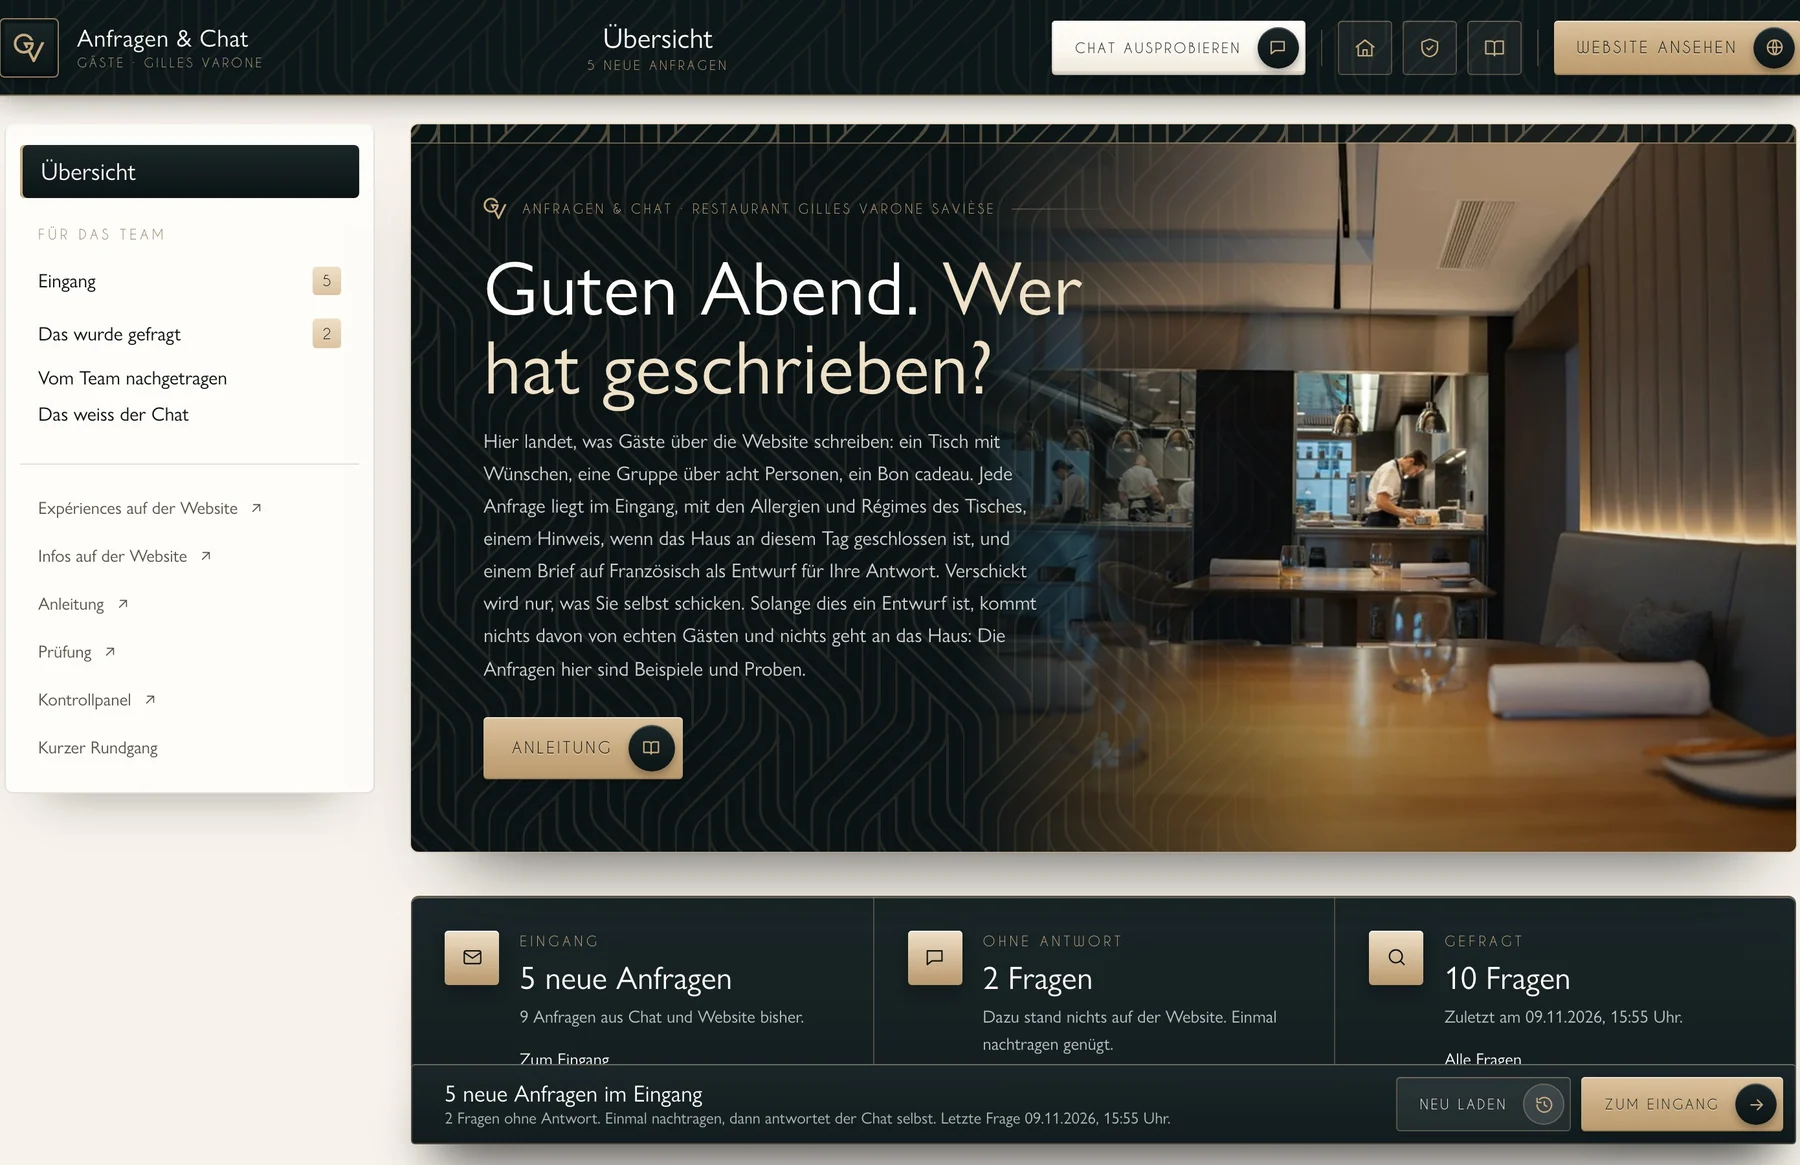 GV
Anfragen & Chat
GÄSTE · GILLES VARONE
Übersicht
5 NEUE ANFRAGEN
CHAT AUSPROBIEREN
WEBSITE ANSEHEN
Übersicht
FÜR DAS TEAM
Eingang 5
Das wurde gefragt 2
Vom Team nachgetragen
Das weiss der Chat
Expériences auf der Website
Infos auf der Website
Anleitung
Prüfung
Kontrollpanel
Kurzer Rundgang
GV ANFRAGEN & CHAT · RESTAURANT GILLES VARONE SAVIÈSE
Guten Abend. Wer
hat geschrieben?
Hier landet, was Gäste über die Website schreiben: ein Tisch mit
Wünschen, eine Gruppe über acht Personen, ein Bon cadeau. Jede
Anfrage liegt im Eingang, mit den Allergien und Régimes des Tisches,
einem Hinweis, wenn das Haus an diesem Tag geschlossen ist, und
einem Brief auf Französisch als Entwurf für Ihre Antwort. Verschickt
wird nur, was Sie selbst schicken. Solange dies ein Entwurf ist, kommt
nichts davon von echten Gästen und nichts geht an das Haus: Die
Anfragen hier sind Beispiele und Proben.
ANLEITUNG
EINGANG
5 neue Anfragen
9 Anfragen aus Chat und Website bisher.
Zum Eingang
OHNE ANTWORT
2 Fragen
Dazu stand nichts auf der Website. Einmal
nachtragen genügt.
GEFRAGT
10 Fragen
Zuletzt am 09.11.2026, 15:55 Uhr.
Alle Fragen
5 neue Anfragen im Eingang
2 Fragen ohne Antwort. Einmal nachtragen, dann antwortet der Chat selbst. Letzte Frage 09.11.2026, 15:55 Uhr.
NEU LADEN
ZUM EINGANG